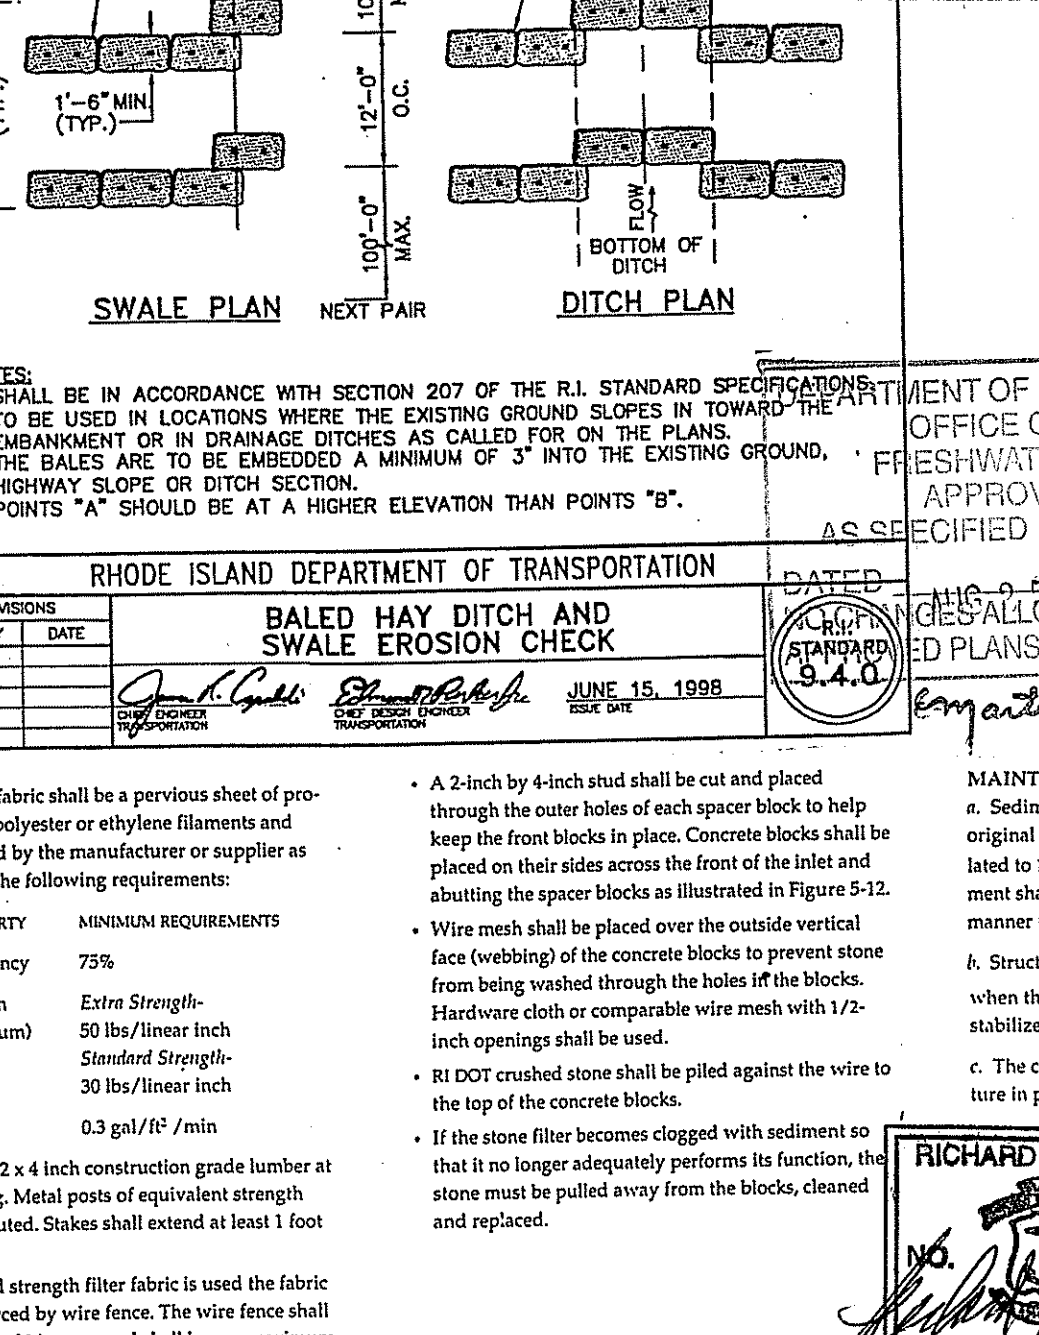 1'-6" MIN.
(TYP.)
12'-0"
O.C.
100'-0"
MAX.
FLOW
BOTTOM OF
DITCH
SWALE PLAN
NEXT PAIR
DITCH PLAN
TES:
SHALL BE IN ACCORDANCE WITH SECTION 207 OF THE R.I. STANDARD SPECIFICATIONS.
TO BE USED IN LOCATIONS WHERE THE EXISTING GROUND SLOPES IN TOWARD THE
EMBANKMENT OR IN DRAINAGE DITCHES AS CALLED FOR ON THE PLANS.
THE BALES ARE TO BE EMBEDDED A MINIMUM OF 3" INTO THE EXISTING GROUND,
HIGHWAY SLOPE OR DITCH SECTION.
POINTS "A" SHOULD BE AT A HIGHER ELEVATION THAN POINTS "B".
DEPARTMENT OF
OFFICE
FRESHWAT
APPROV
AS SPECIFIED
DATED AUG
NO CHANGES ALLO
ED PLANS
RHODE ISLAND DEPARTMENT OF TRANSPORTATION
VISIONS
DATE
BALED HAY DITCH AND
SWALE EROSION CHECK
CHIEF ENGINEER
TRANSPORTATION
CHIEF DESIGN ENGINEER
TRANSPORTATION
JUNE 15, 1998
ISSUE DATE
R.I.
STANDARD
9.4.0
fabric shall be a pervious sheet of pro-
polyester or ethylene filaments and
d by the manufacturer or supplier as
he following requirements:
RTY MINIMUM REQUIREMENTS
ncy 75%
n Extra Strength-
um) 50 lbs/linear inch
Standard Strength-
30 lbs/linear inch
0.3 gal/ft² /min
2 x 4 inch construction grade lumber at
g. Metal posts of equivalent strength
uted. Stakes shall extend at least 1 foot
d strength filter fabric is used the fabric
rced by wire fence. The wire fence shall
• A 2-inch by 4-inch stud shall be cut and placed
through the outer holes of each spacer block to help
keep the front blocks in place. Concrete blocks shall be
placed on their sides across the front of the inlet and
abutting the spacer blocks as illustrated in Figure 5-12.
• Wire mesh shall be placed over the outside vertical
face (webbing) of the concrete blocks to prevent stone
from being washed through the holes in the blocks.
Hardware cloth or comparable wire mesh with 1/2-
inch openings shall be used.
• RI DOT crushed stone shall be piled against the wire to
the top of the concrete blocks.
• If the stone filter becomes clogged with sediment so
that it no longer adequately performs its function, the
stone must be pulled away from the blocks, cleaned
and replaced.
MAINT
a. Sedin
original
lated to
ment sha
manner
b. Struct
when th
stabilize
c. The c
ture in p
RICHARD
NO.